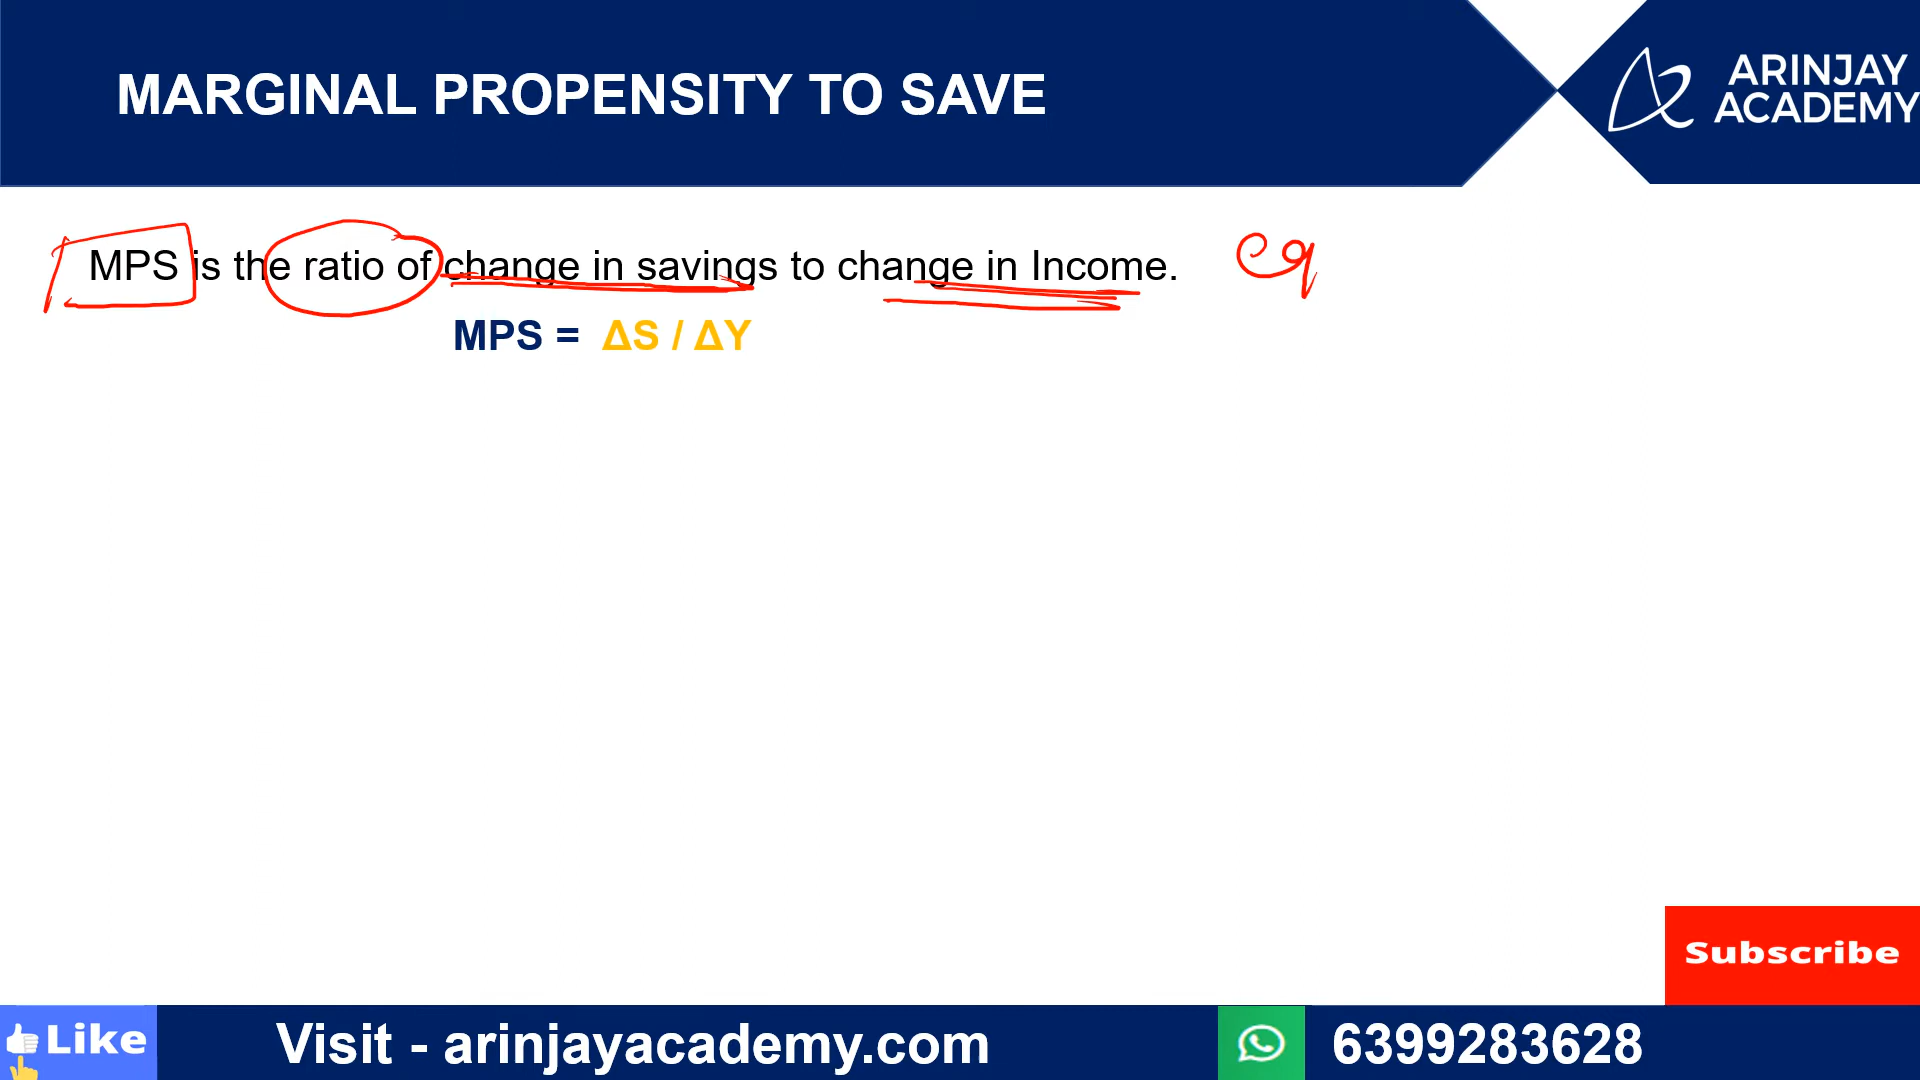 MARGINAL PROPENSITY TO SAVE
ARINJAY
ACADEMY
MPS is the ratio of change in savings to change in Income. eg
MPS = ΔS / ΔY
Subscribe
Like
Visit - arinjayacademy.com
6399283628